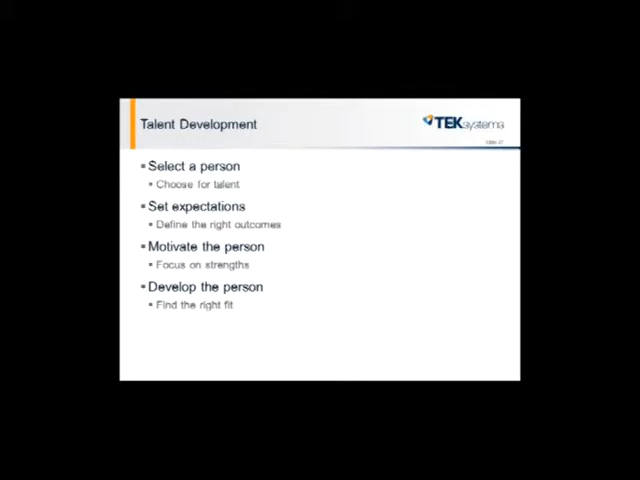 Talent Development
TEKsystems
▪ Select a person
▪ Choose for talent
▪ Set expectations
▪ Define the right outcomes
▪ Motivate the person
▪ Focus on strengths
▪ Develop the person
▪ Find the right fit